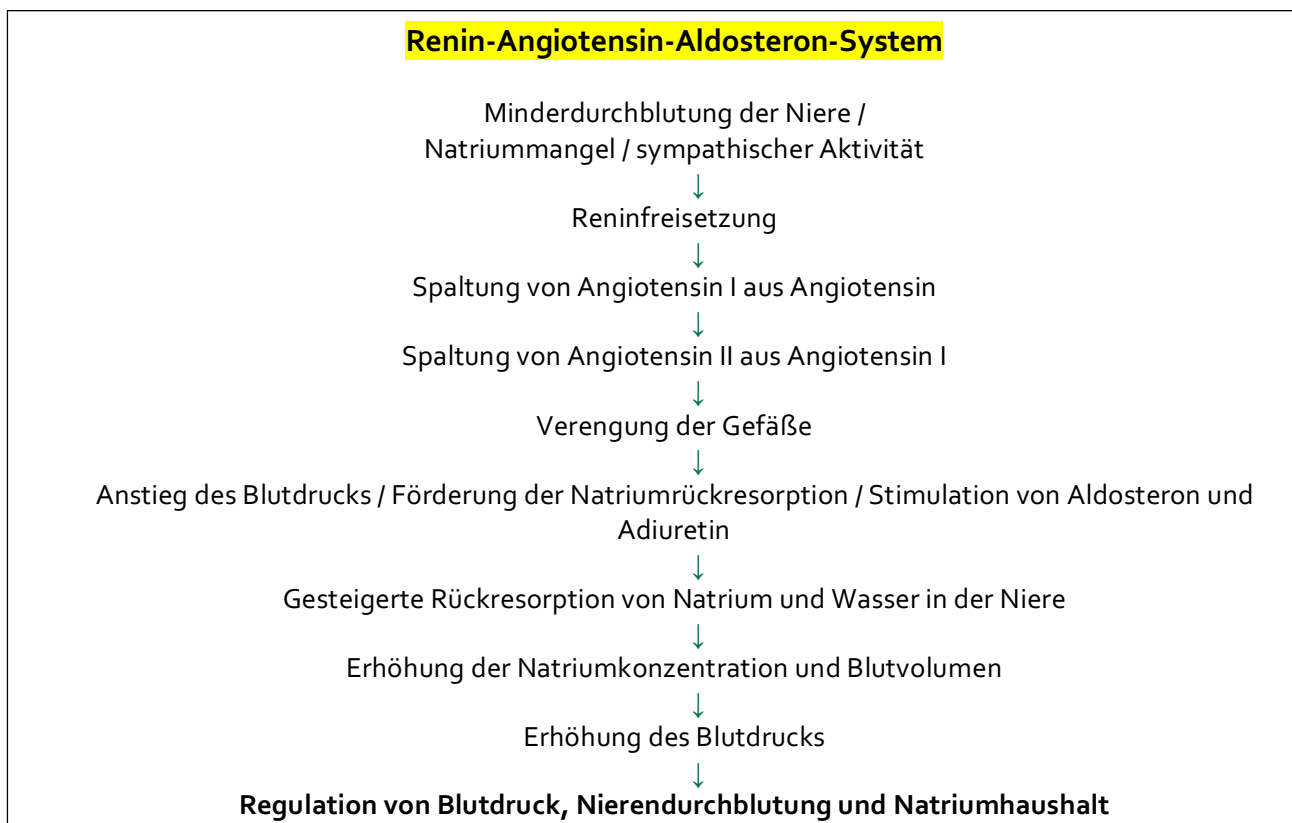 Renin-Angiotensin-Aldosteron-System
Minderdurchblutung der Niere /
Natriummangel / sympathischer Aktivität
↓
Reninfreisetzung
↓
Spaltung von Angiotensin I aus Angiotensin
↓
Spaltung von Angiotensin II aus Angiotensin I
↓
Verengung der Gefäße
↓
Anstieg des Blutdrucks / Förderung der Natriumrückresorption / Stimulation von Aldosteron und
Adiuretin
↓
Gesteigerte Rückresorption von Natrium und Wasser in der Niere
↓
Erhöhung der Natriumkonzentration und Blutvolumen
↓
Erhöhung des Blutdrucks
↓
Regulation von Blutdruck, Nierendurchblutung und Natriumhaushalt